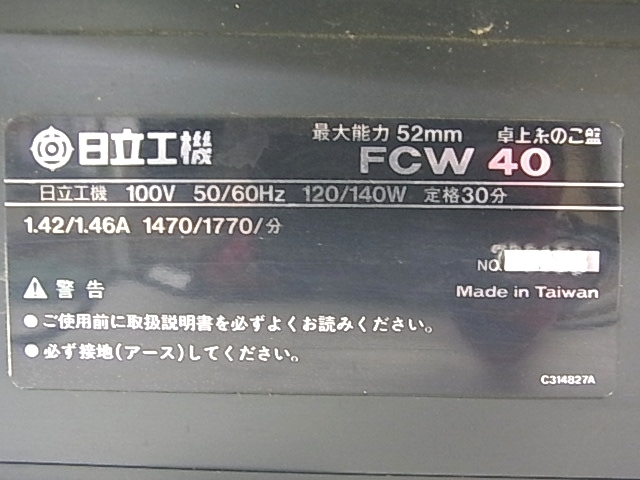 日立工機
最大能力 52mm 卓上糸のこ盤
FCW 40
日立工機 100V 50/60Hz 120/140W 定格30分
1.42/1.46A 1470/1770/分
NO.
Made in Taiwan
警告
●ご使用前に取扱説明書を必ずよくお読みください。
●必ず接地(アース)してください。
C314827A